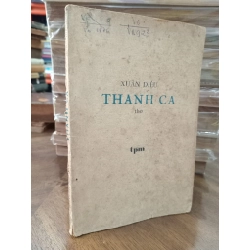 XUÂN DIỆU
THANH CA
thơ
tpm